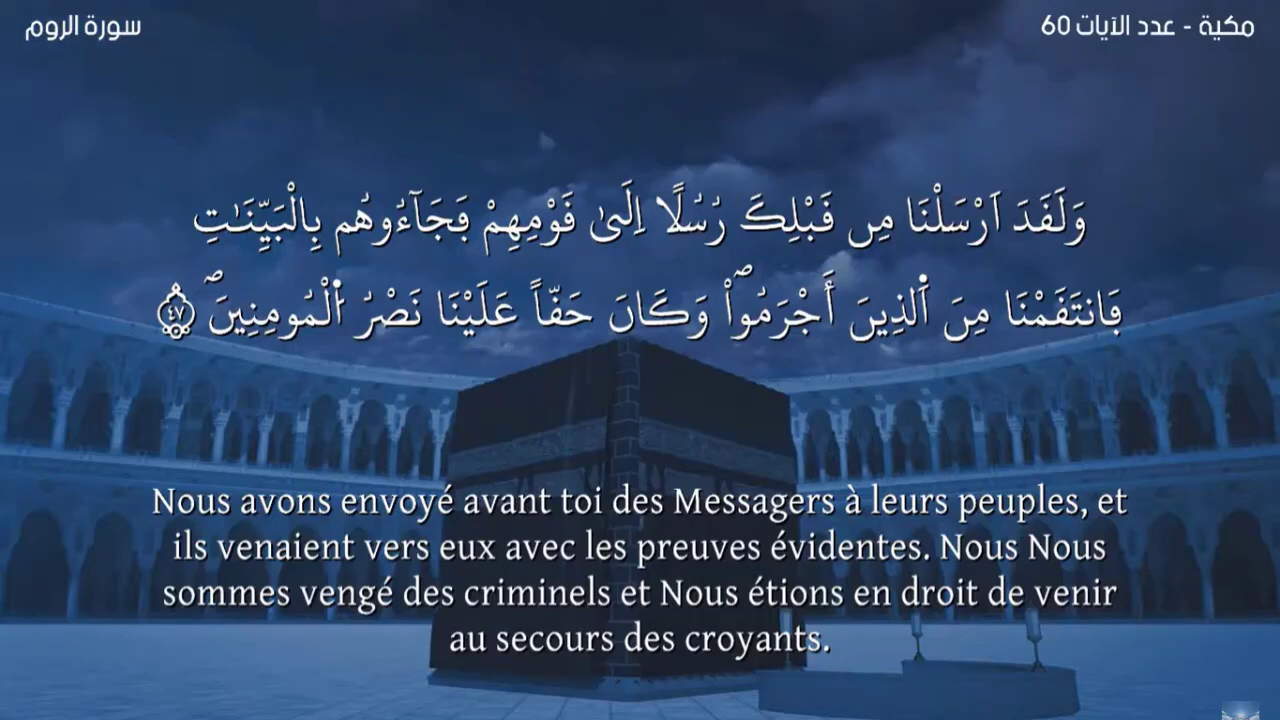 سورة الروم
مكية - عدد الآيات 60
وَلَفَدَ اَرْسَلْنَا مِں فَبْلِكَ رُسُلًا اِلَىٰ فَوْمِهِمْ فَجَآءُوهُم بِالْبَيِّنَٰتِ
فَانتَفَمْنَا مِنَ اَ۬لذِينَ أَجْرَمُواْۖ وَكَانَ حَفّاً عَلَيْنَا نَصْرُ اُ۬لْمُومِنِينَۖ ٤٧
Nous avons envoyé avant toi des Messagers à leurs peuples, et
ils venaient vers eux avec les preuves évidentes. Nous Nous
sommes vengé des criminels et Nous étions en droit de venir
au secours des croyants.